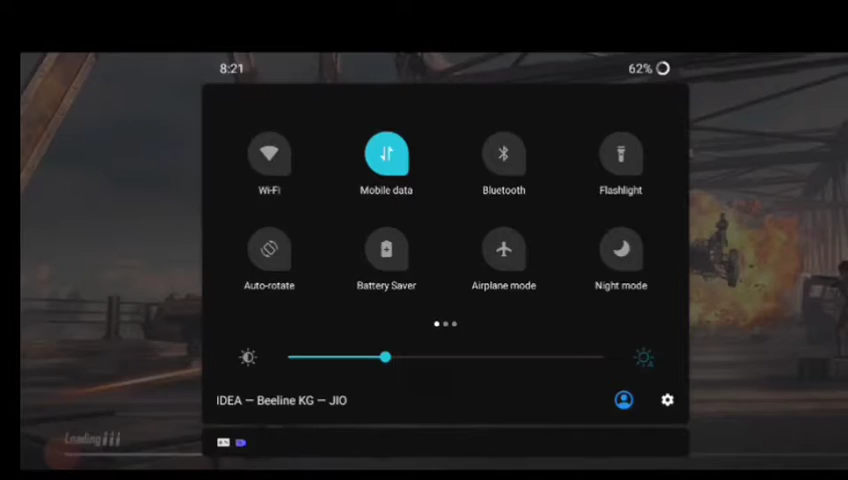 8:21 62%
Wi-Fi Mobile data Bluetooth Flashlight
Auto-rotate Battery Saver Airplane mode Night mode
IDEA — Beeline KG — JIO
Loading